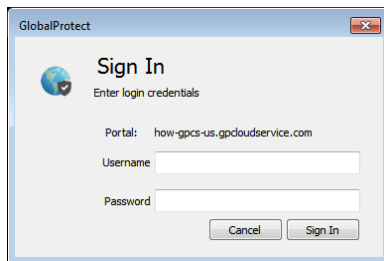 GlobalProtect
Sign In
Enter login credentials
Portal: how-gpcs-us.gpcloudservice.com
Username
Password
Cancel Sign In